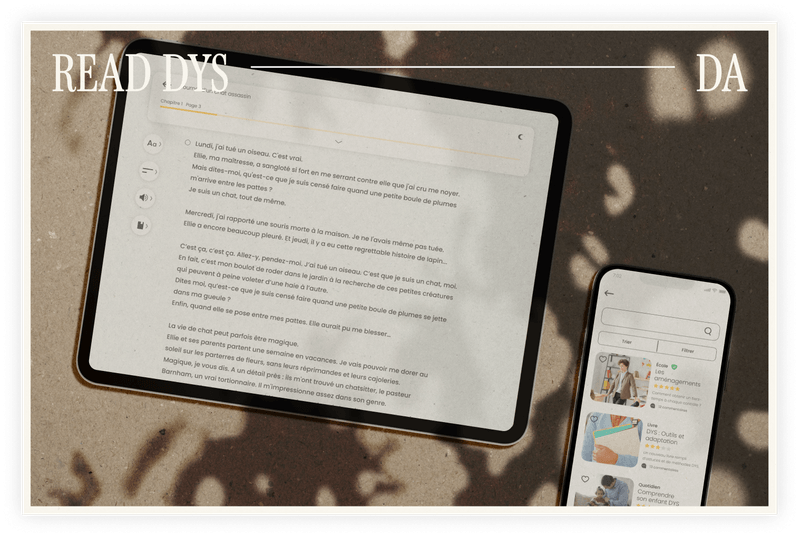 READ DYS
DA
chat assassin
Chapitre 1 Page 3
Aa
Lundi, j'ai tué un oiseau. C'est vrai.
Ellie, ma maîtresse, a sangloté si fort en me serrant contre elle que j'ai cru me noyer.
Mais dites-moi, qu'est-ce que je suis censé faire quand une petite boule de plumes
m'arrive entre les pattes ?
Je suis un chat, tout de même.
Mercredi, j'ai rapporté une souris morte à la maison. Je ne l'avais même pas tuée.
Ellie a encore beaucoup pleuré. Et jeudi, il y a eu cette regrettable histoire de lapin...
C'est ça, c'est ça. Allez-y, pendez-moi. J'ai tué un oiseau. C'est que je suis un chat, moi.
En fait, c'est mon boulot de roder dans le jardin à la recherche de ces petites créatures
qui peuvent à peine voleter d'une haie à l'autre.
Dites moi, qu'est-ce que je suis censé faire quand une petite boule de plumes se jette
dans ma gueule ?
Enfin, quand elle se pose entre mes pattes. Elle aurait pu me blesser...
La vie de chat peut parfois être magique.
Ellie et ses parents partent une semaine en vacances. Je vais pouvoir me dorer au
soleil sur les parterres de fleurs, sans leurs réprimandes et leurs cajoleries.
Magique, je vous dis. A un détail près : ils m'ont trouvé un chatsitter, le pasteur
Barnham, un vrai tortionnaire. Il m'impressionne assez dans son genre.
Trier
Filtrer
École
Les
aménagements
Livre
DYS : Outils et
adaptation
Quotidien
Comprendre
son enfant DYS